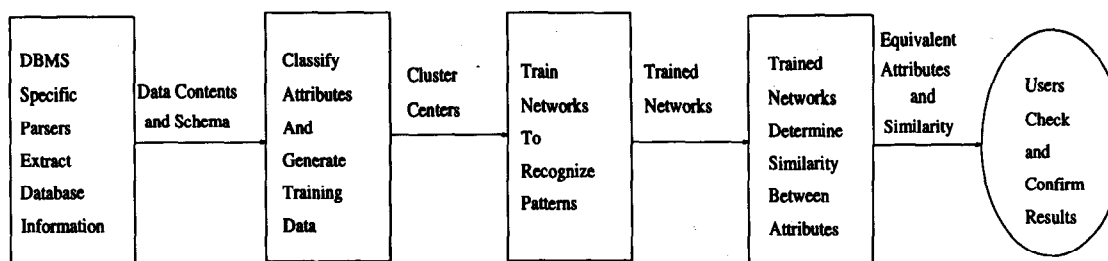 DBMS
Specific
Parsers
Extract
Database
Information
Data Contents
and Schema
Classify
Attributes
And
Generate
Training
Data
Cluster
Centers
Train
Networks
To
Recognize
Patterns
Trained
Networks
Trained
Networks
Determine
Similarity
Between
Attributes
Equivalent
Attributes
and
Similarity
Users
Check
and
Confirm
Results